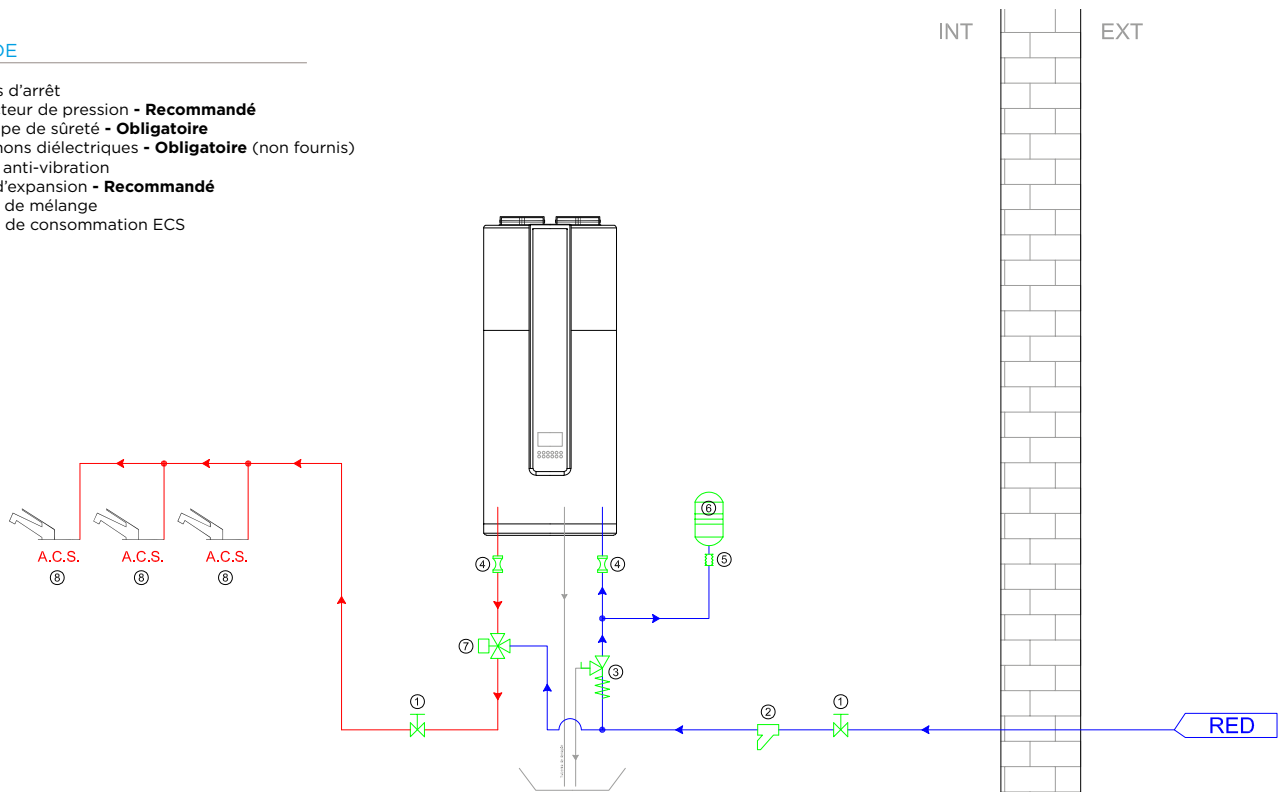 DE
s d'arrêt
teur de pression - Recommandé
pe de sûreté - Obligatoire
nons diélectriques - Obligatoire (non fournis)
anti-vibration
d'expansion - Recommandé
de mélange
de consommation ECS
INT
EXT
6
4
4
5
A.C.S.
A.C.S.
A.C.S.
8
8
8
7
3
1
2
1
RED